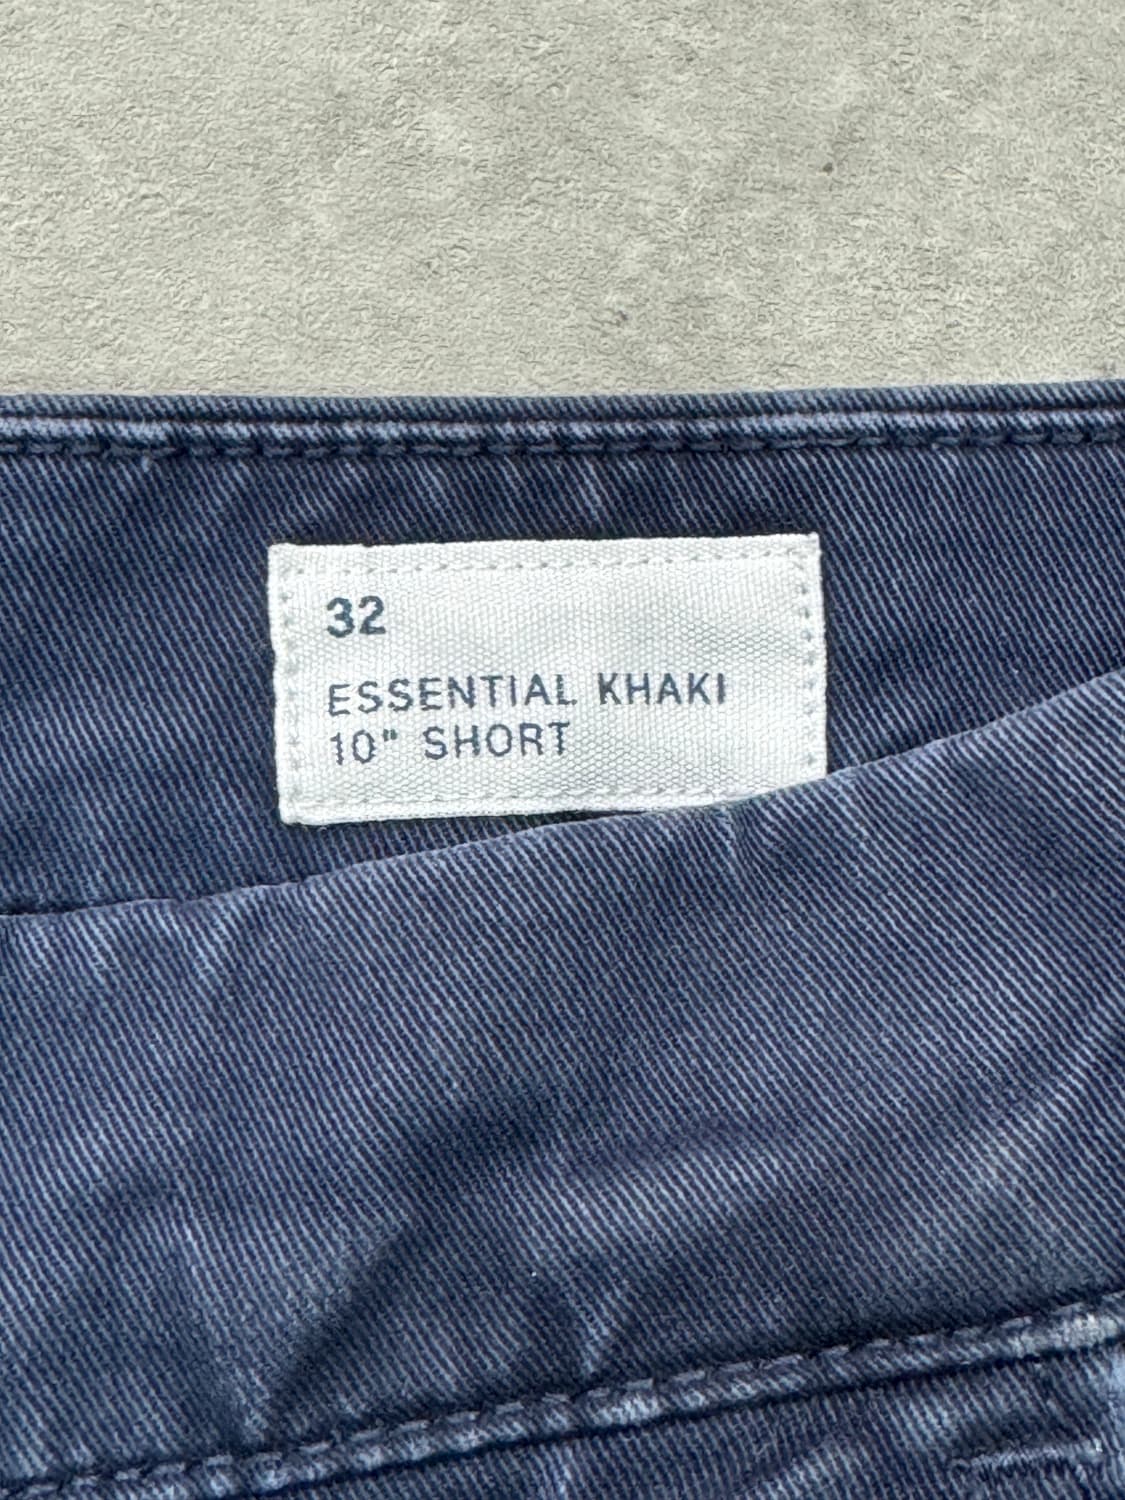 32
ESSENTIAL KHAKI
10" SHORT